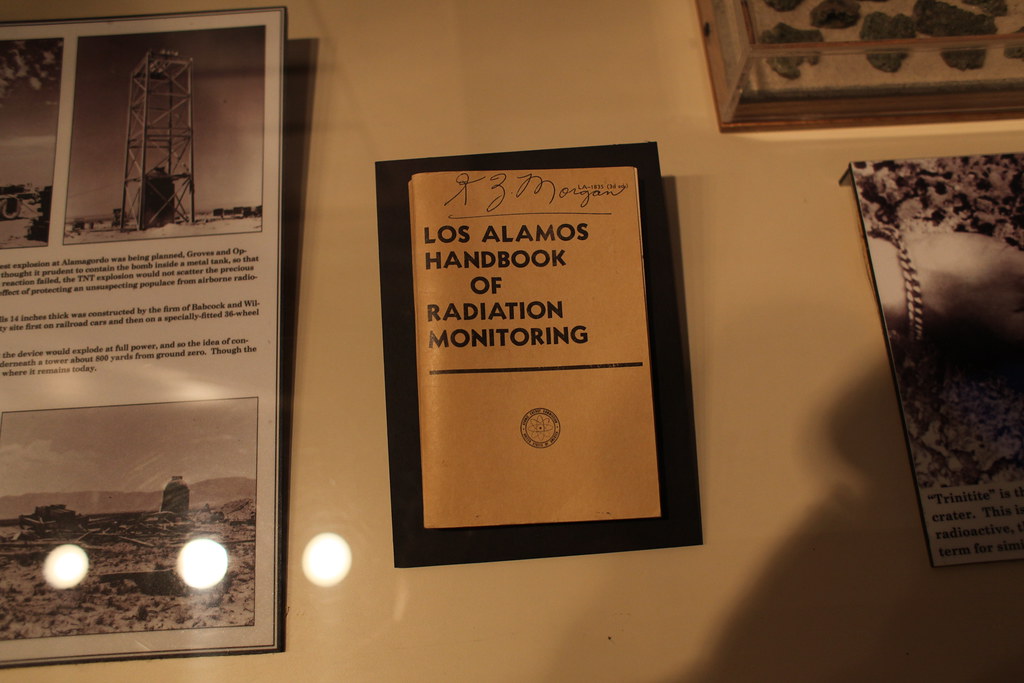 est explosion at Alamagordo was being planned, Groves and Op-
thought it prudent to contain the bomb inside a metal tank, so that
reaction failed, the TNT explosion would not scatter the precious
effect of protecting an unsuspecting populace from airborne radio-
lls 14 inches thick was constructed by the firm of Babcock and Wil-
ty site first on railroad cars and then on a specially-fitted 36-wheel
the device would explode at full power, and so the idea of con-
derneath a tower about 800 yards from ground zero. Though the
where it remains today.
K Z. Morgan
LA-1835 (3d ed)
LOS ALAMOS
HANDBOOK
OF
RADIATION
MONITORING
"Trinitite" is th
crater. This is
radioactive, t
term for simi